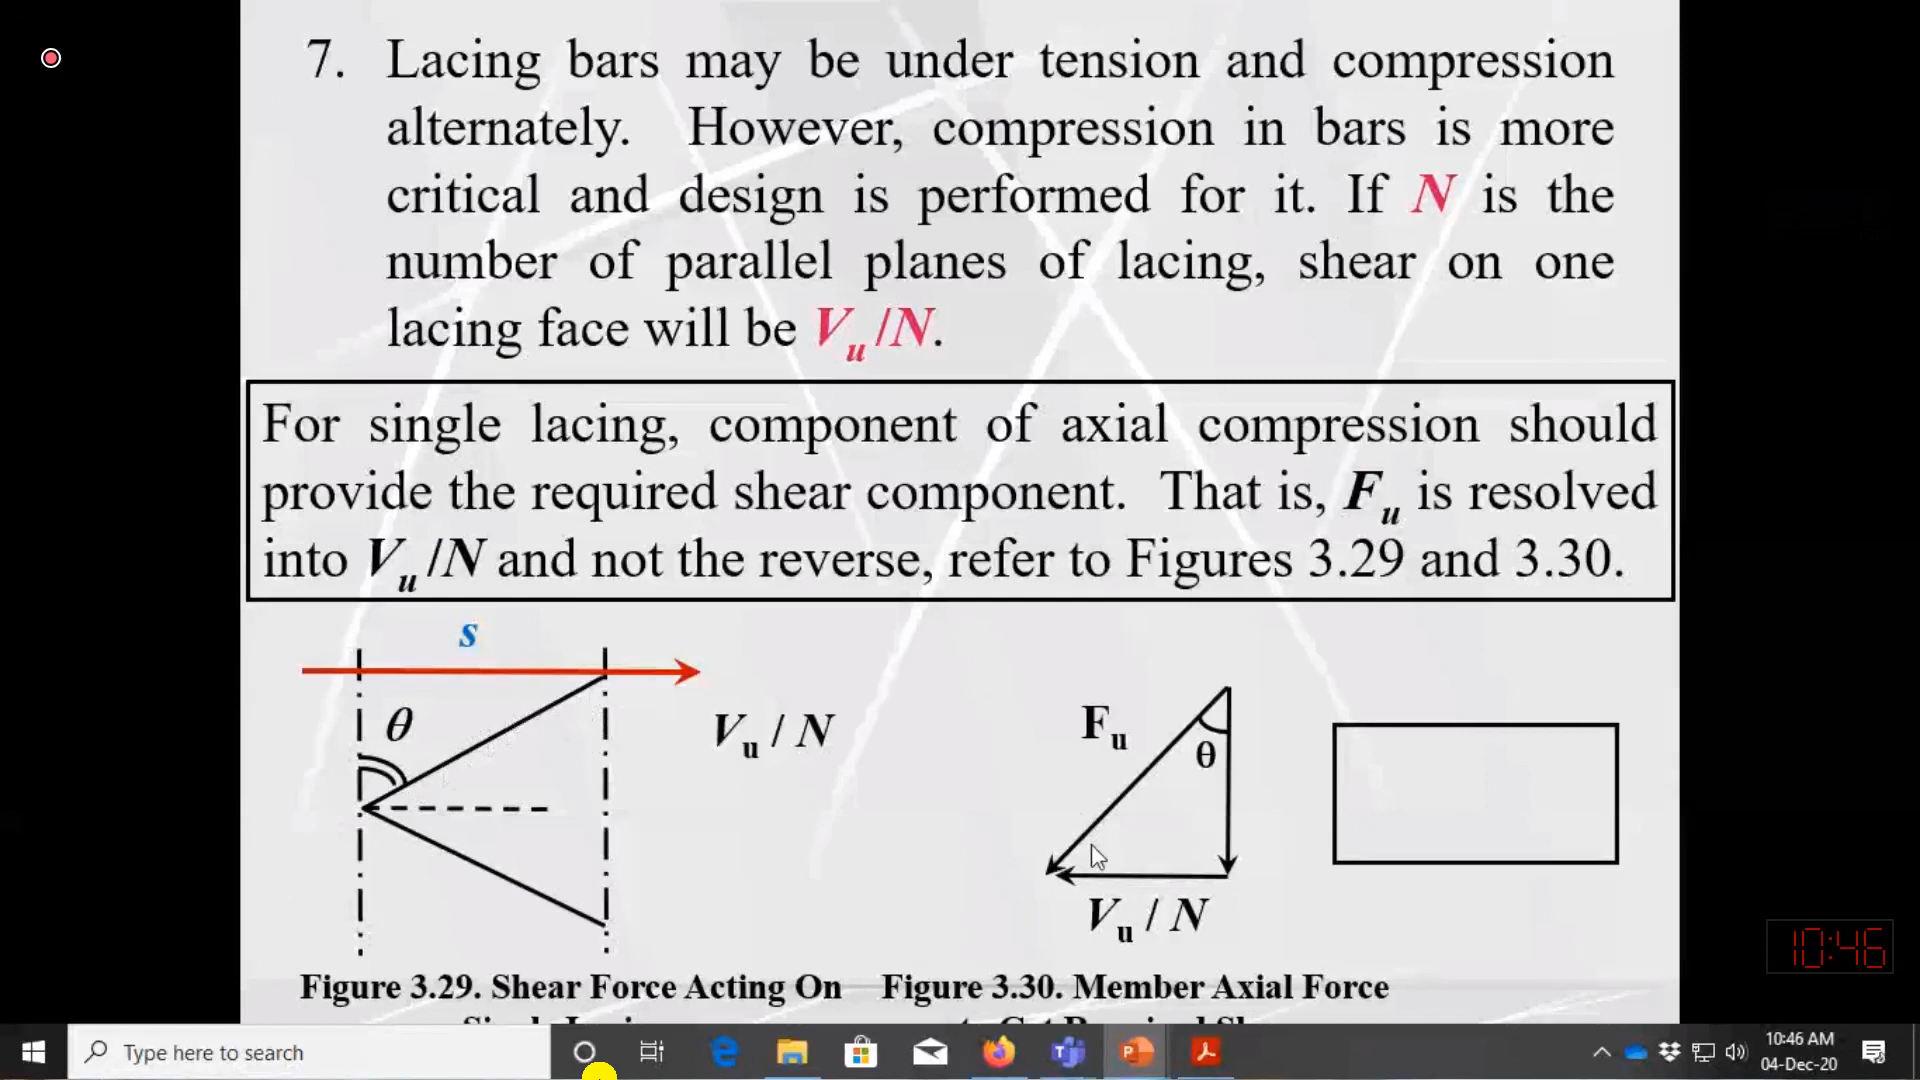 7. Lacing bars may be under tension and compression
alternately. However, compression in bars is more
critical and design is performed for it. If N is the
number of parallel planes of lacing, shear on one
lacing face will be Vu/N.
For single lacing, component of axial compression should
provide the required shear component. That is, Fu is resolved
into Vu/N and not the reverse, refer to Figures 3.29 and 3.30.
s
θ
Vu / N
Fu
θ
Vu / N
10:46
Figure 3.29. Shear Force Acting On
Figure 3.30. Member Axial Force
Type here to search
10:46 AM
04-Dec-20